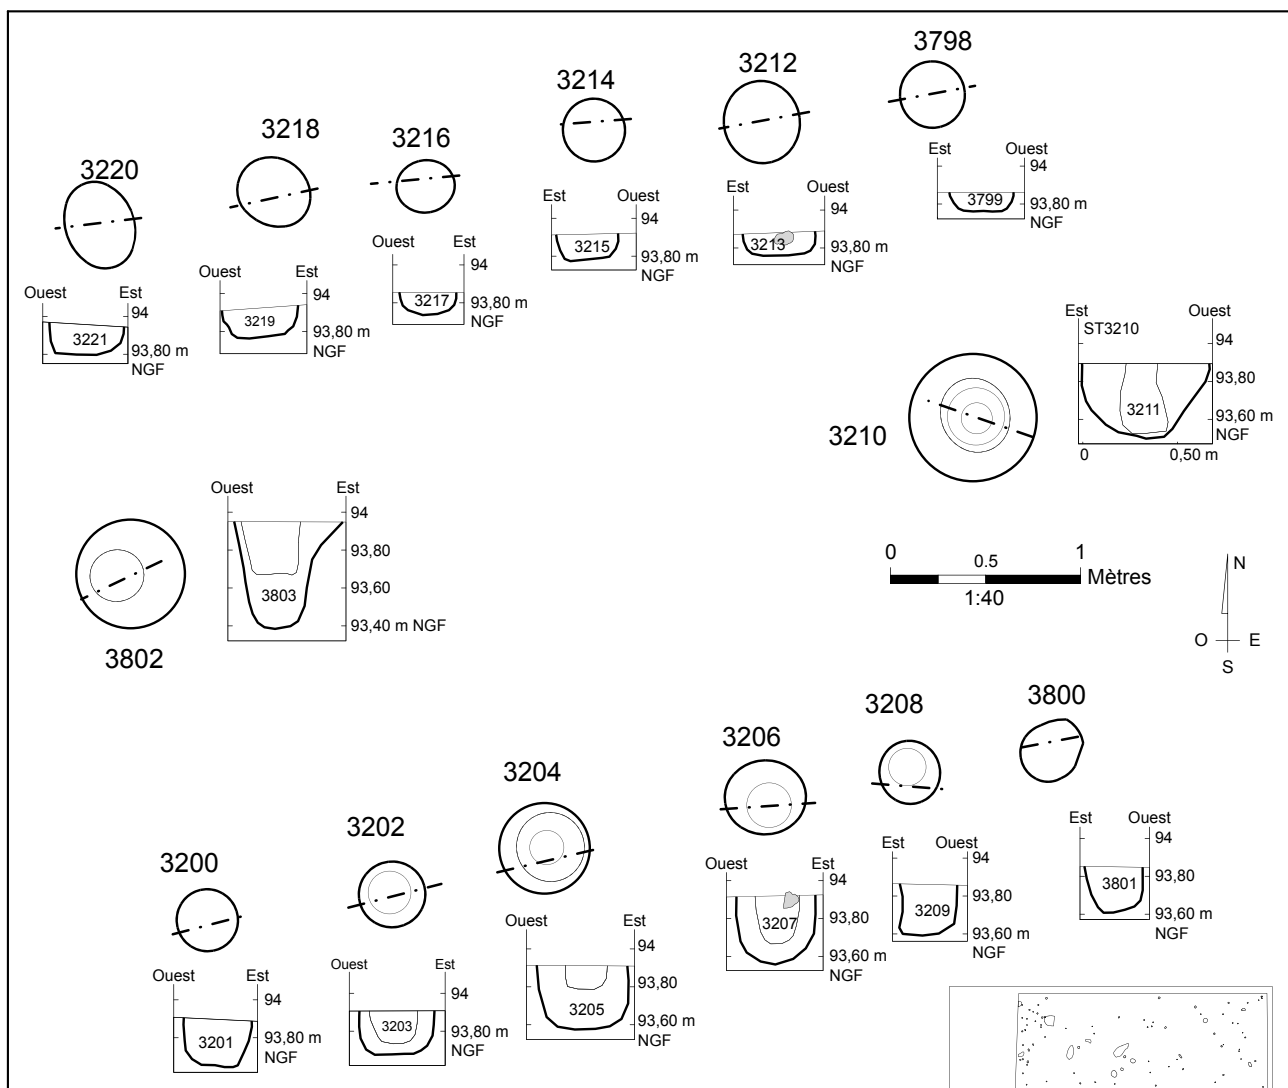 3798
Est Ouest
94
3799
93,80 m
NGF
3212
Est Ouest
94
3213
93,80 m
NGF
3214
Est Ouest
94
3215
93,80 m
NGF
3216
Ouest Est
94
3217
93,80 m
NGF
3218
Ouest Est
94
3219
93,80 m
NGF
3220
Ouest Est
94
3221
93,80 m
NGF
3210
Est Ouest
ST3210
94
93,80
3211
93,60 m
NGF
0 0,50 m
3802
Ouest Est
94
93,80
93,60
3803
93,40 m NGF
0 0.5 1
Mètres
1:40
N
O E
S
3800
Est Ouest
94
93,80
3801
93,60 m
NGF
3208
Est Ouest
94
93,80
3209
93,60 m
NGF
3206
Ouest Est
94
93,80
3207
93,60 m
NGF
3204
Ouest Est
94
93,80
3205
93,60 m
NGF
3202
Ouest Est
94
3203
93,80 m
NGF
3200
Ouest Est
94
3201
93,80 m
NGF